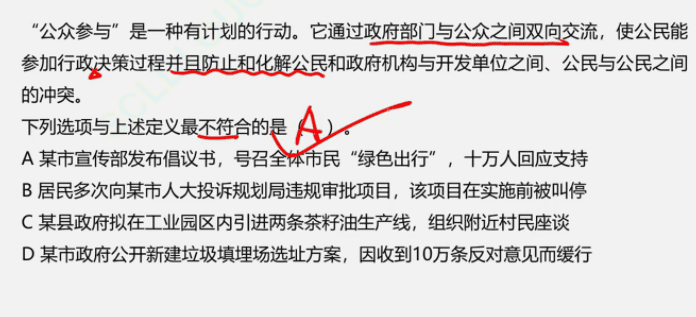 “公众参与”是一种有计划的行动。它通过政府部门与公众之间双向交流，使公民能
参加行政决策过程并且防止和化解公民和政府机构与开发单位之间、公民与公民之间
的冲突。
下列选项与上述定义最不符合的是（A）。
A 某市宣传部发布倡议书，号召全体市民“绿色出行”，十万人回应支持
B 居民多次向某市人大投诉规划局违规审批项目，该项目在实施前被叫停
C 某县政府拟在工业园区内引进两条茶籽油生产线，组织附近村民座谈
D 某市政府公开新建垃圾填埋场选址方案，因收到10万条反对意见而缓行